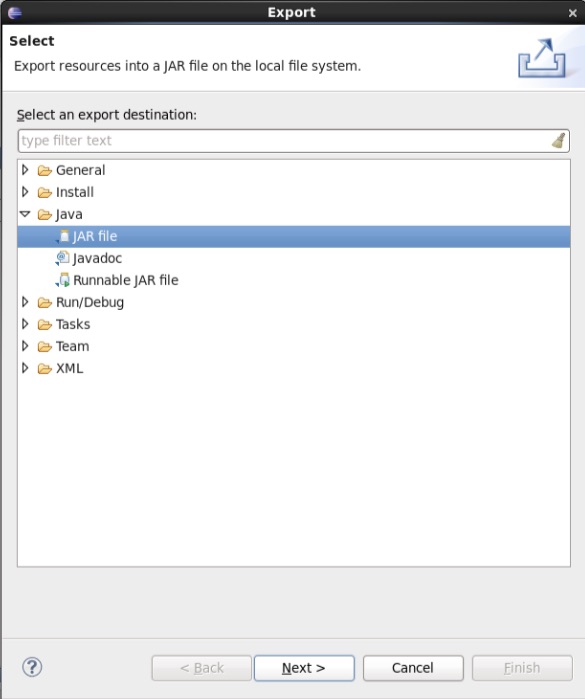 Export
Select
Export resources into a JAR file on the local file system.
Select an export destination:
type filter text
General
Install
Java
JAR file
Javadoc
Runnable JAR file
Run/Debug
Tasks
Team
XML
< Back Next > Cancel Finish